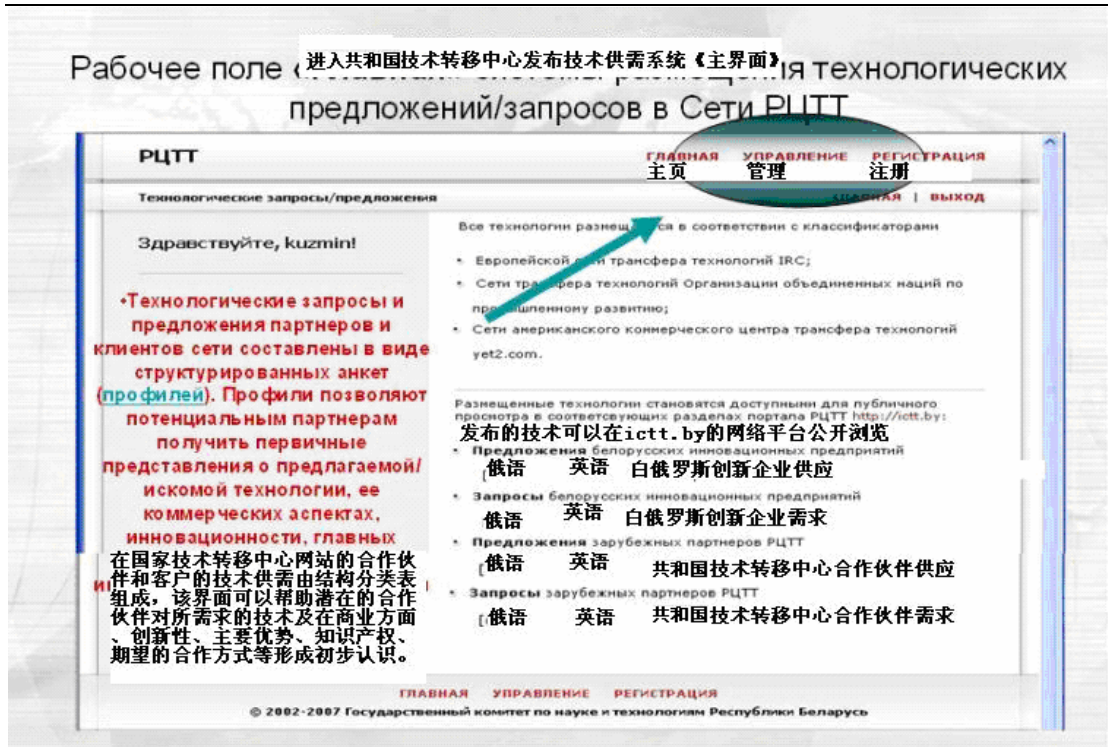 进入共和国技术转移中心发布技术供需系统《主界面》
Рабочее поле размещения технологических
предложений/запросов в Сети РЦТТ
РЦТТ
ГЛАВНАЯ УПРАВЛЕНИЕ РЕГИСТРАЦИЯ
主页 管理 注册
Технологические запросы/предложения
ГЛАВНАЯ | ВЫХОД
Здравствуйте, kuzmin!
•Технологические запросы и
предложения партнеров и
клиентов сети составлены в виде
структурированных анкет
(профилей). Профили позволяют
потенциальным партнерам
получить первичные
представления о предлагаемой/
искомой технологии, ее
коммерческих аспектах,
инновационности, главных
在国家技术转移中心网站的合作伙
伴和客户的技术供需由结构分类表
组成，该界面可以帮助潜在的合作
伙伴对所需求的技术及在商业方面
、创新性、主要优势、知识产权、
期望的合作方式等形成初步认识。
Все технологии размещаются в соответствии с классификаторами
• Европейской сети трансфера технологий IRC;
• Сети трансфера технологий Организации объединенных наций по
промышленному развитию;
• Сети американского коммерческого центра трансфера технологий
yet2.com.
Размещенные технологии становятся доступными для публичного
просмотра в соответсвующих разделах портала РЦТТ http://ictt.by:
发布的技术可以在ictt.by的网络平台公开浏览
• Предложения белорусских инновационных предприятий
[俄语 英语 白俄罗斯创新企业供应
• Запросы белорусских инновационных предприятий
俄语 英语 白俄罗斯创新企业需求
• Предложения зарубежных партнеров РЦТТ
[俄语 英语 共和国技术转移中心合作伙伴供应
• Запросы зарубежных партнеров РЦТТ
[俄语 英语 共和国技术转移中心合作伙伴需求
ГЛАВНАЯ УПРАВЛЕНИЕ РЕГИСТРАЦИЯ
© 2002-2007 Государственный комитет по науке и технологиям Республики Беларусь